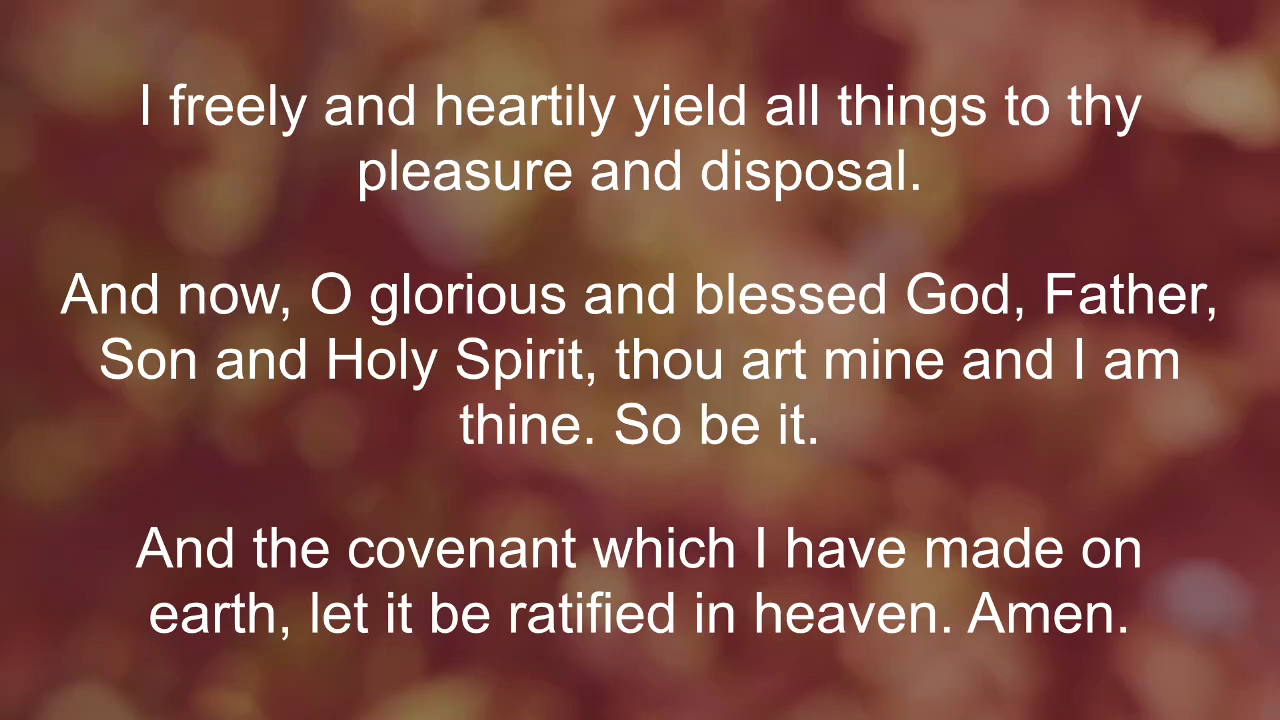 I freely and heartily yield all things to thy
pleasure and disposal.
And now, O glorious and blessed God, Father,
Son and Holy Spirit, thou art mine and I am
thine. So be it.
And the covenant which I have made on
earth, let it be ratified in heaven. Amen.